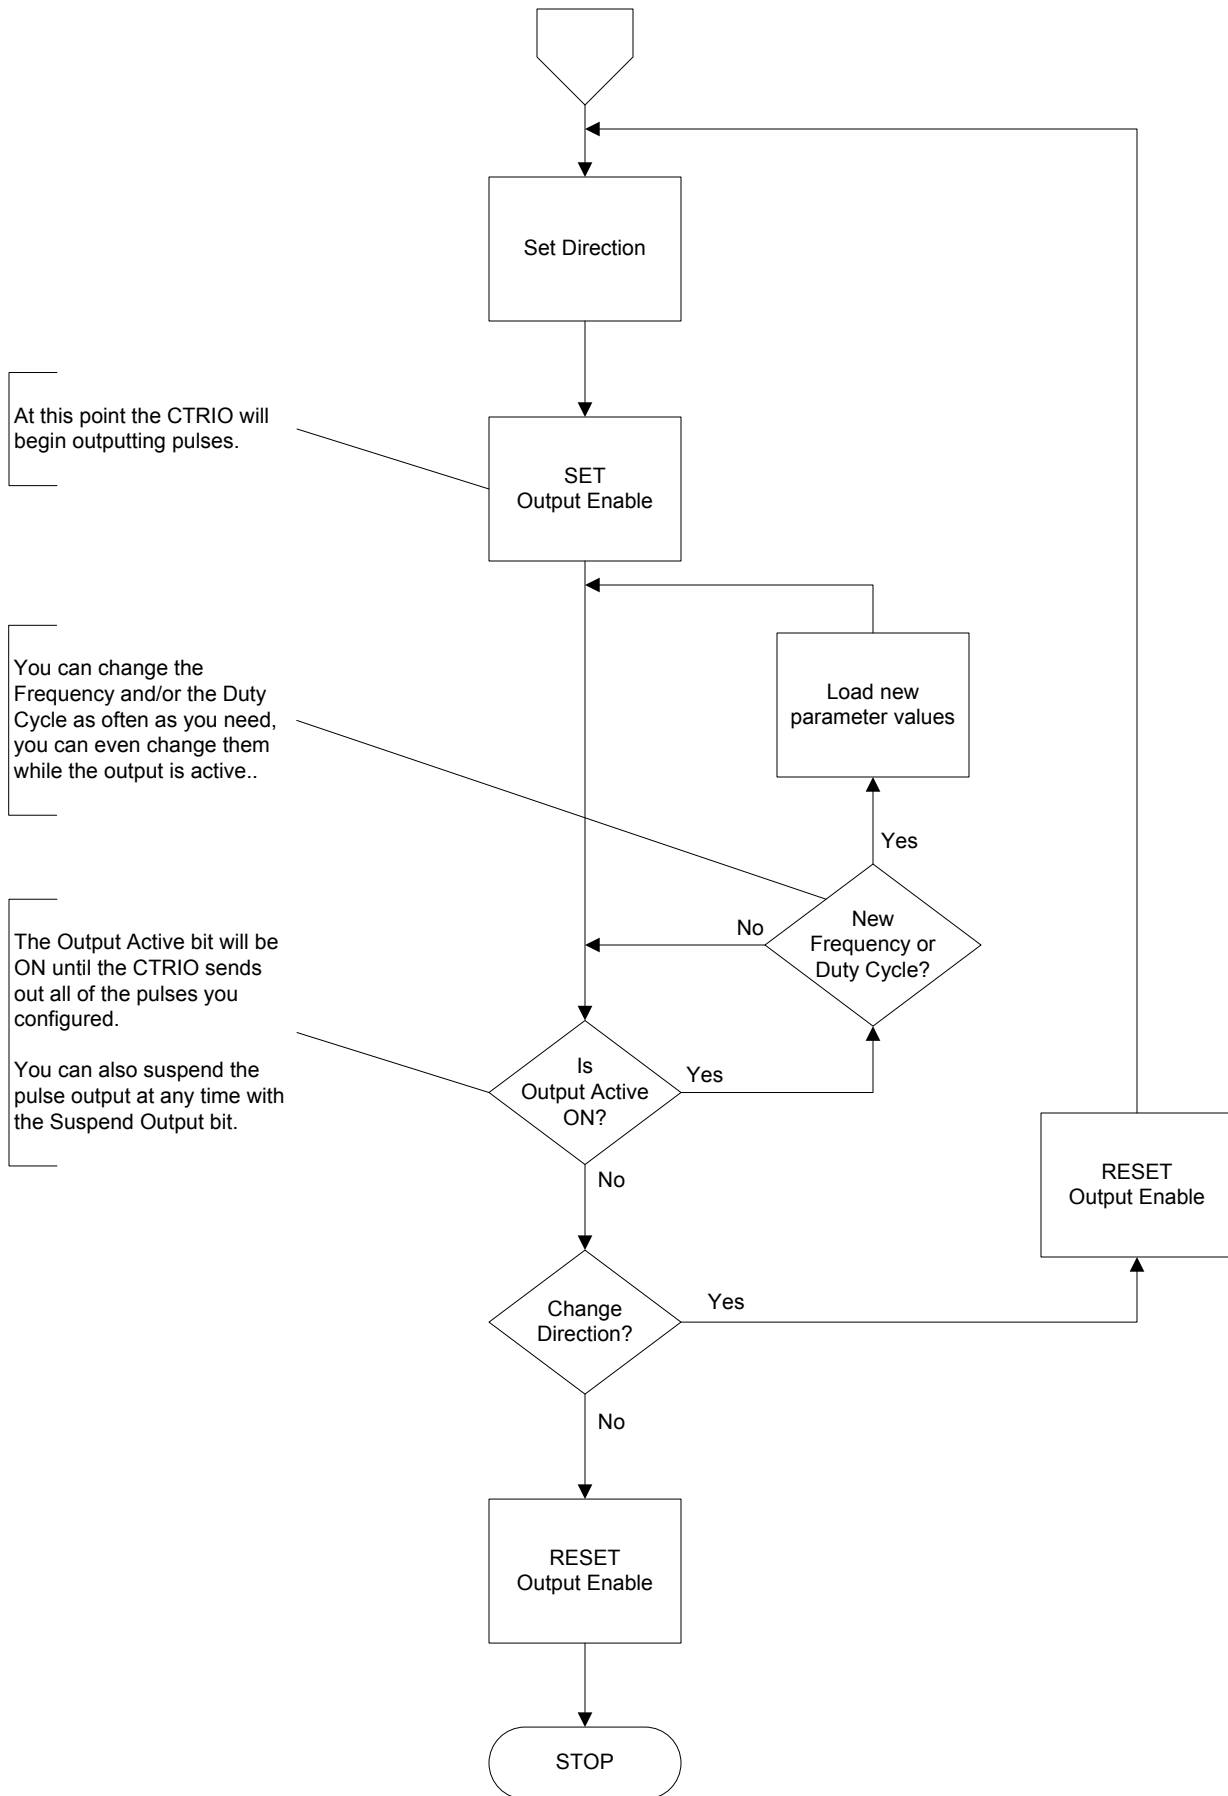 Set Direction
At this point the CTRIO will
begin outputting pulses.
SET
Output Enable
You can change the
Frequency and/or the Duty
Cycle as often as you need,
you can even change them
while the output is active..
Load new
parameter values
Yes
New
Frequency or
Duty Cycle?
No
The Output Active bit will be
ON until the CTRIO sends
out all of the pulses you
configured.
You can also suspend the
pulse output at any time with
the Suspend Output bit.
Is
Output Active
ON?
Yes
No
RESET
Output Enable
Change
Direction?
Yes
No
RESET
Output Enable
STOP